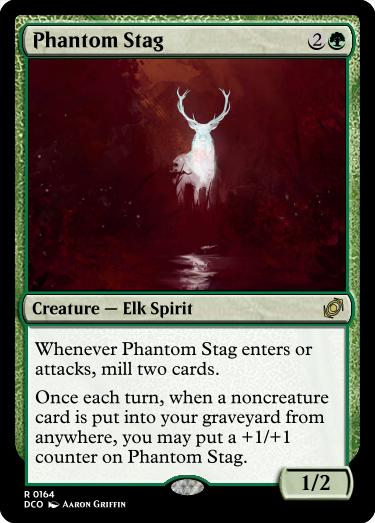 Phantom Stag 2
Creature — Elk Spirit
Whenever Phantom Stag enters or
attacks, mill two cards.
Once each turn, when a noncreature
card is put into your graveyard from
anywhere, you may put a +1/+1
counter on Phantom Stag.
1/2
R 0164
DCO Aaron Griffin